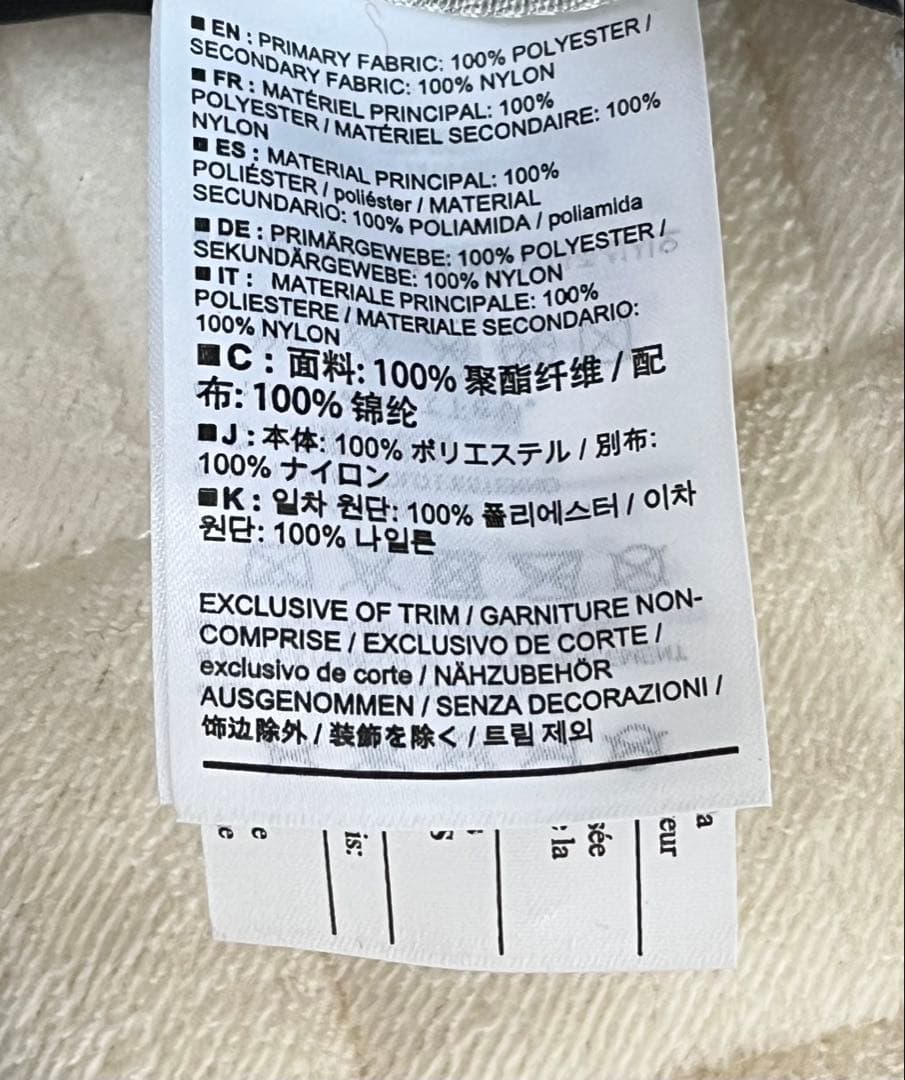 ■ EN : PRIMARY FABRIC: 100% POLYESTER /
SECONDARY FABRIC: 100% NYLON
■ FR : MATÉRIEL PRINCIPAL: 100%
POLYESTER / MATÉRIEL SECONDAIRE: 100%
NYLON
■ ES : MATERIAL PRINCIPAL: 100%
POLIÉSTER / poliéster / MATERIAL
SECUNDARIO: 100% POLIAMIDA / poliamida
■ DE : PRIMÄRGEWEBE: 100% POLYESTER /
SEKUNDÄRGEWEBE: 100% NYLON
■ IT : MATERIALE PRINCIPALE: 100%
POLIESTERE / MATERIALE SECONDARIO:
100% NYLON
■ C : 面料: 100% 聚酯纤维 / 配
布: 100% 锦纶
■ J : 本体: 100% ポリエステル / 別布:
100% ナイロン
■ K : 일차 원단: 100% 폴리에스터 / 이차
원단: 100% 나일론
EXCLUSIVE OF TRIM / GARNITURE NON-
COMPRISE / EXCLUSIVO DE CORTE /
exclusivo de corte / NÄHZUBEHÖR
AUSGENOMMEN / SENZA DECORAZIONI /
饰边除外 / 装飾を除く / 트림 제외
a
eur
sée
: la
is:
e
e